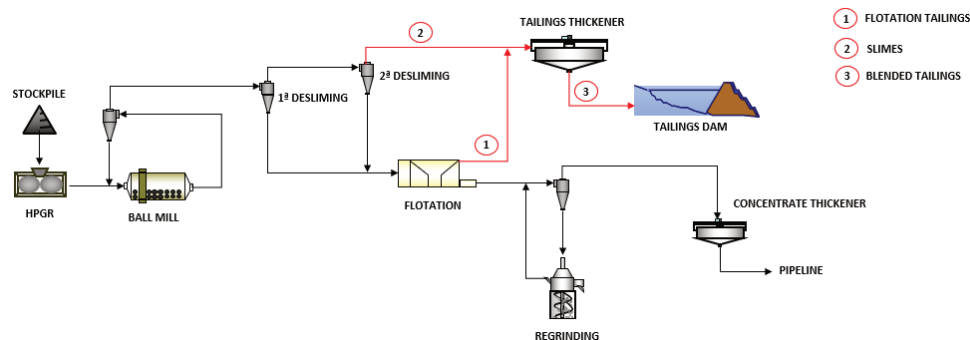 TAILINGS THICKENER
1 FLOTATION TAILINGS
2 SLIMES
3 BLENDED TAILINGS
2
2ª DESLIMING
1ª DESLIMING
STOCKPILE
3
TAILINGS DAM
1
HPGR
BALL MILL
FLOTATION
CONCENTRATE THICKENER
PIPELINE
REGRINDING